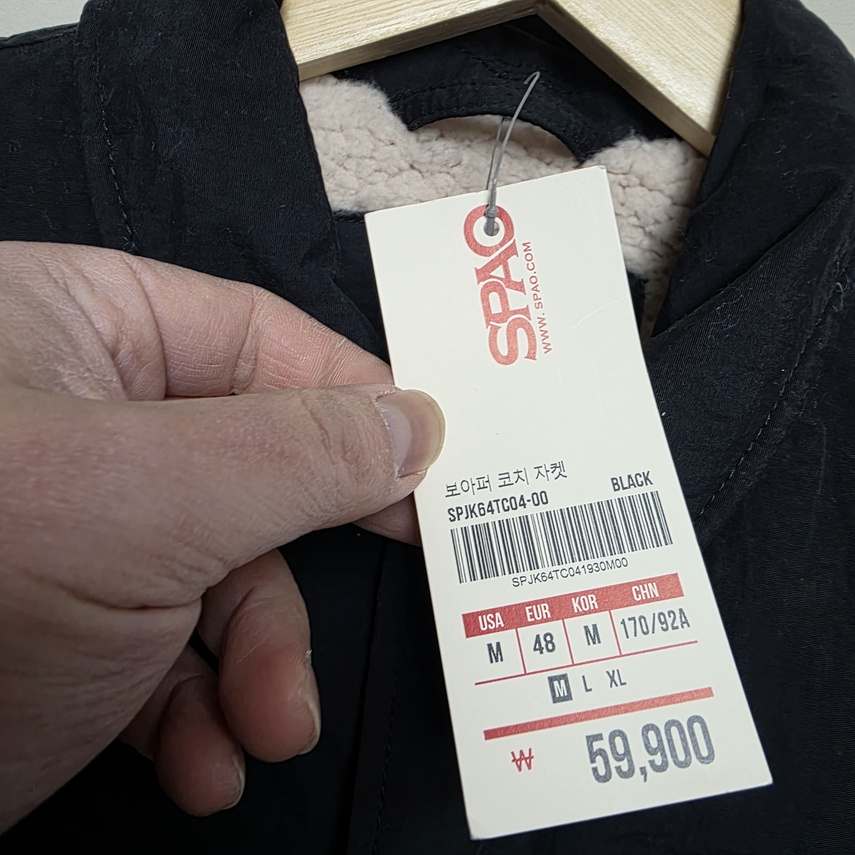 SPAO
WWW. SPAO.COM
보아퍼 코치 자켓
SPJK64TC04-00 BLACK
SPJK64TC041930M00
USA EUR KOR CHN
M 48 M 170/92A
M L XL
₩ 59,900